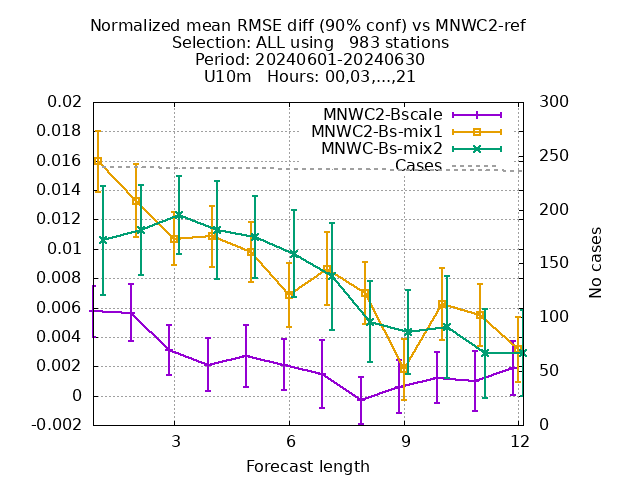 Normalized mean RMSE diff (90% conf) vs MNWC2-ref
Selection: ALL using   983 stations
Period: 20240601-20240630
U10m   Hours: 00,03,...,21
MNWC2-Bscale
MNWC2-Bs-mix1
MNWC-Bs-mix2
Cases
0.02
0.018
0.016
0.014
0.012
0.01
0.008
0.006
0.004
0.002
0
-0.002
300
250
200
150
100
50
0
No cases
3
6
9
12
Forecast length